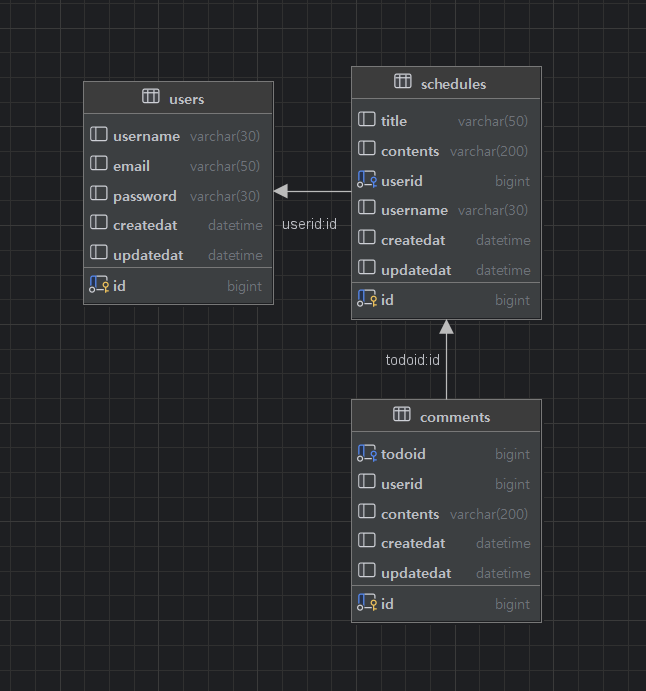 users
username varchar(30)
email varchar(50)
password varchar(30)
createdat datetime
updatedat datetime
id bigint
userid:id
schedules
title varchar(50)
contents varchar(200)
userid bigint
username varchar(30)
createdat datetime
updatedat datetime
id bigint
todoid:id
comments
todoid bigint
userid bigint
contents varchar(200)
createdat datetime
updatedat datetime
id bigint